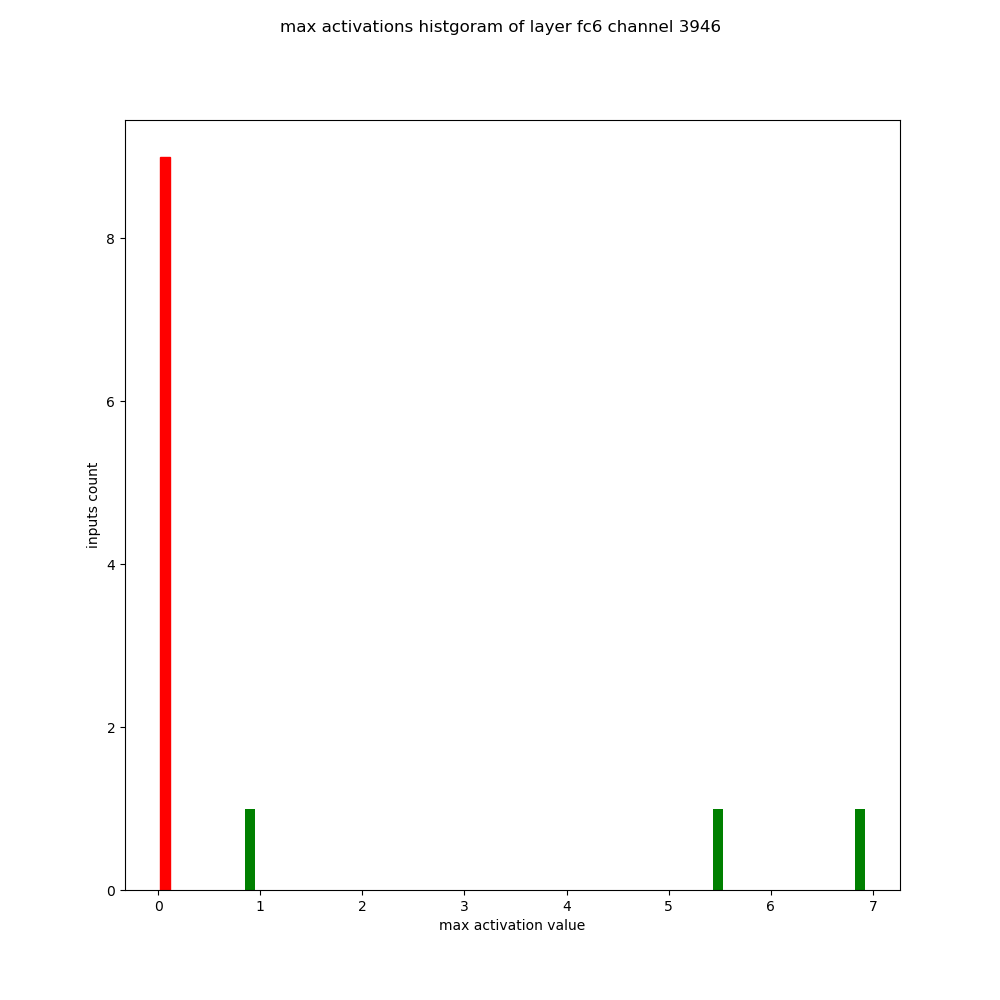 max activations histgoram of layer fc6 channel 3946
8
6
4
2
0
inputs count
0 1 2 3 4 5 6 7
max activation value